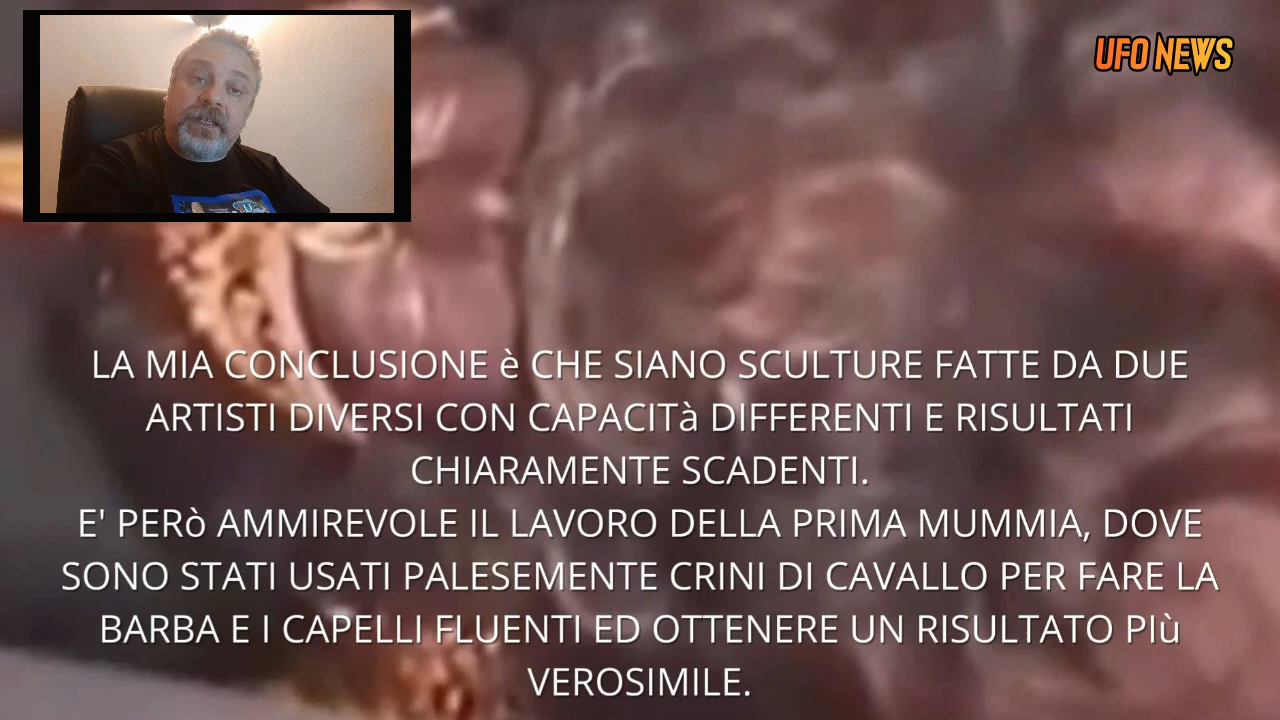 UFO NEWS
LA MIA CONCLUSIONE è CHE SIANO SCULTURE FATTE DA DUE
ARTISTI DIVERSI CON CAPACITà DIFFERENTI E RISULTATI
CHIARAMENTE SCADENTI.
E' PERò AMMIREVOLE IL LAVORO DELLA PRIMA MUMMIA, DOVE
SONO STATI USATI PALESEMENTE CRINI DI CAVALLO PER FARE LA
BARBA E I CAPELLI FLUENTI ED OTTENERE UN RISULTATO PIù
VEROSIMILE.